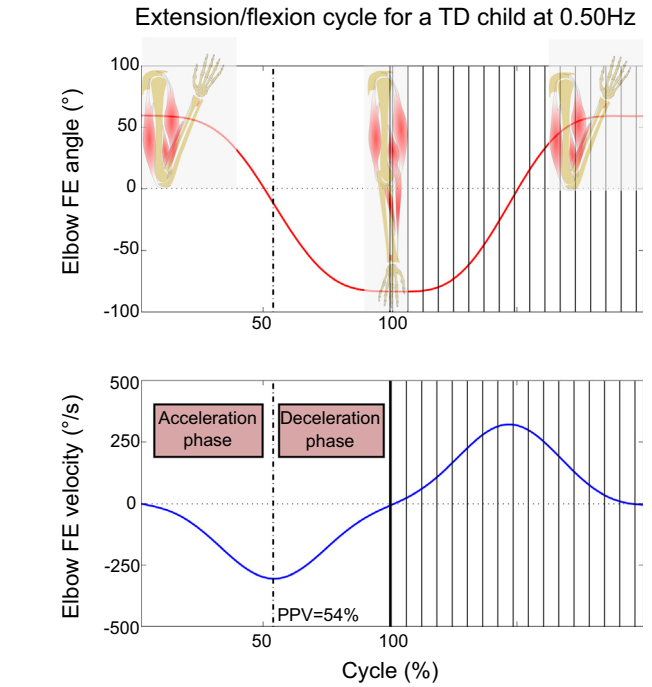 Extension/flexion cycle for a TD child at 0.50Hz
Elbow FE angle (°)
100
50
0
-50
-100
50
100
Elbow FE velocity (°/s)
500
250
0
-250
-500
Acceleration
phase
Deceleration
phase
PPV=54%
50
100
Cycle (%)